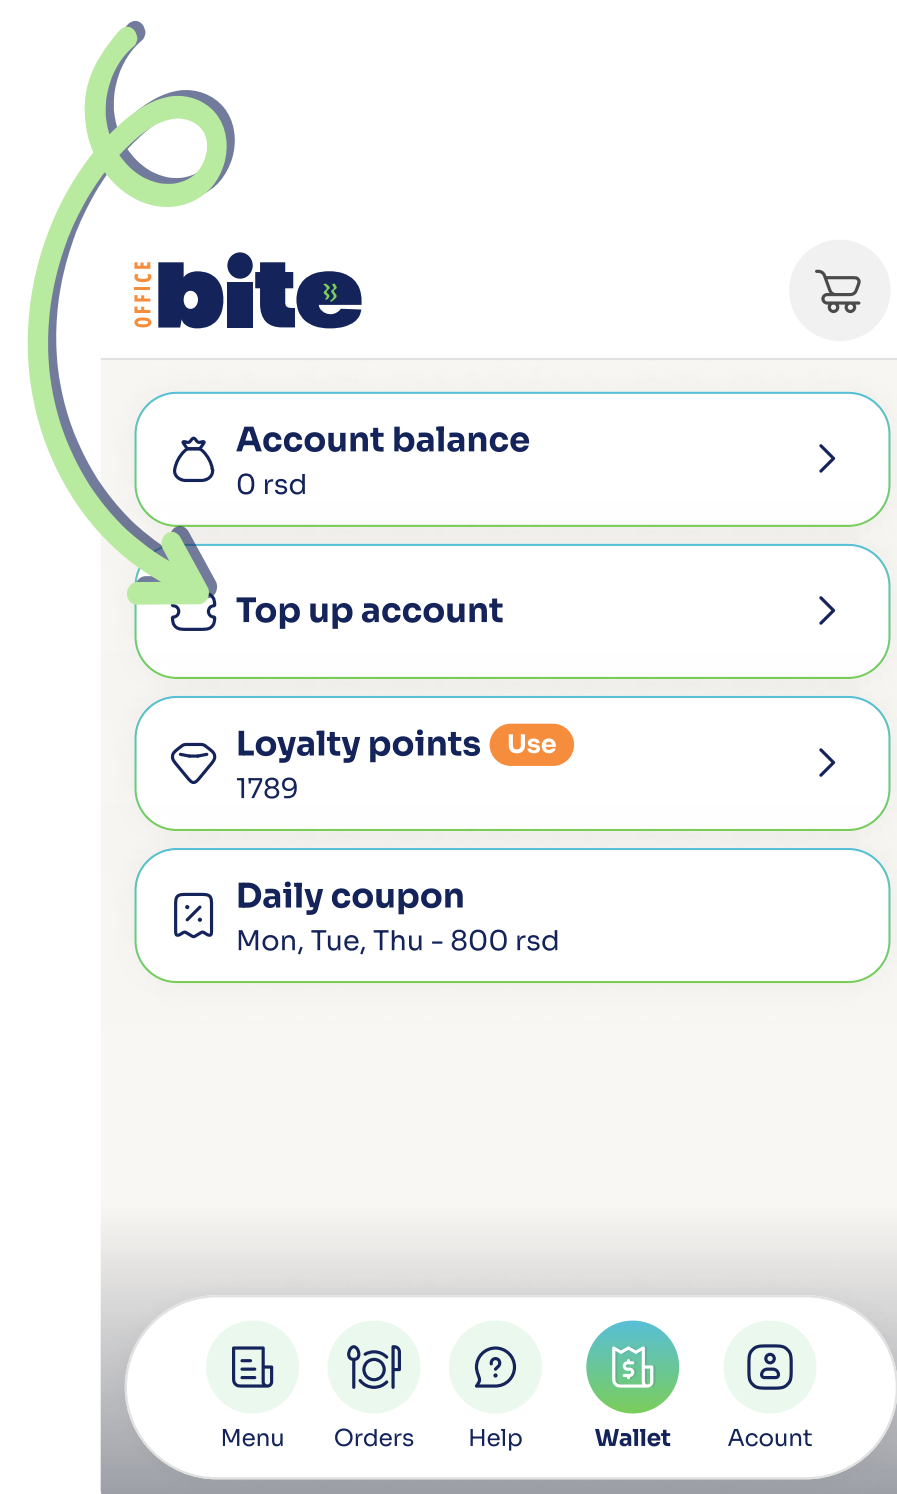 OFFICE
bite
Account balance
0 rsd
Top up account
Loyalty points Use
1789
Daily coupon
Mon, Tue, Thu - 800 rsd
Menu Orders Help Wallet Acount